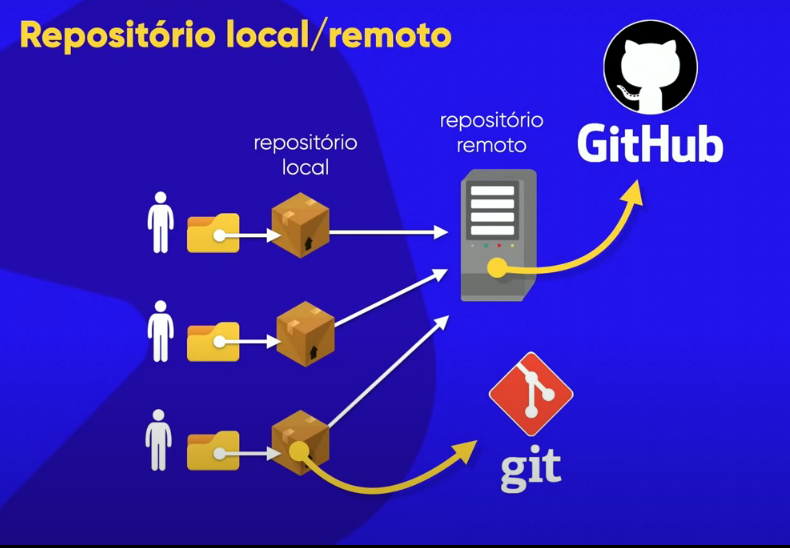 Repositório local/remoto
repositório
local
repositório
remoto
GitHub
git